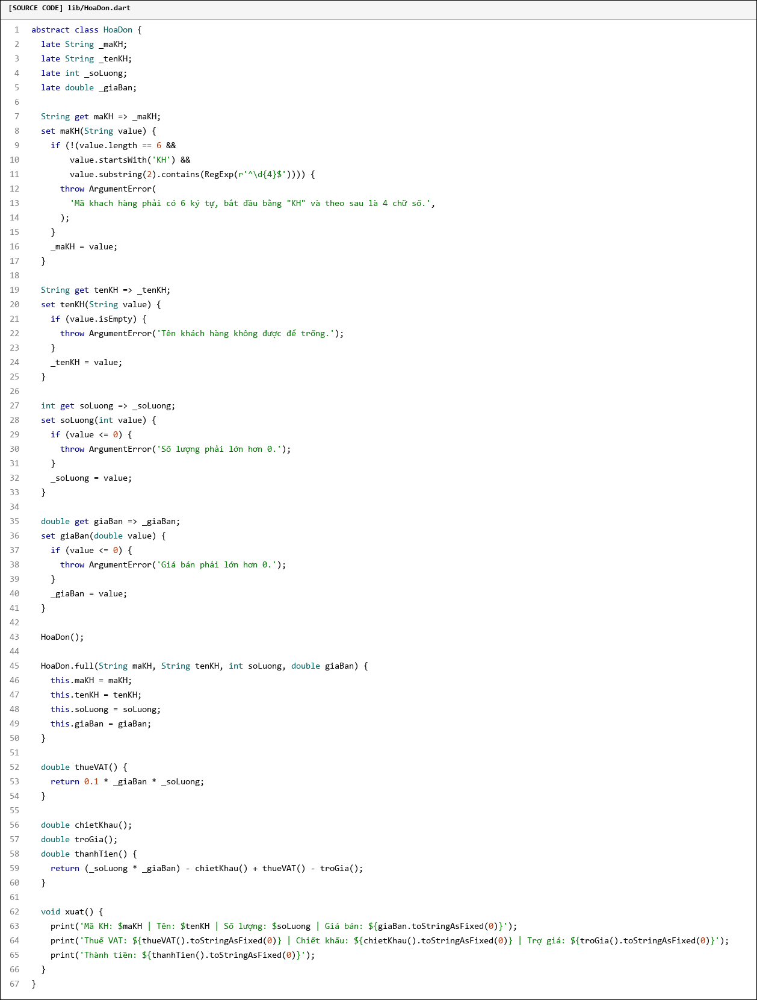 [SOURCE CODE] lib/HoaDon.dart
1 abstract class HoaDon {
2   late String _maKH;
3   late String _tenKH;
4   late int _soLuong;
5   late double _giaBan;
6
7   String get maKH => _maKH;
8   set maKH(String value) {
9     if (!(value.length == 6 &&
10         value.startsWith('KH') &&
11         value.substring(2).contains(RegExp(r'^\d{4}$')))) {
12       throw ArgumentError(
13         'Mã khach hàng phải có 6 ký tự, bắt đầu bằng "KH" và theo sau là 4 chữ số.',
14       );
15     }
16     _maKH = value;
17   }
18
19   String get tenKH => _tenKH;
20   set tenKH(String value) {
21     if (value.isEmpty) {
22       throw ArgumentError('Tên khách hàng không được để trống.');
23     }
24     _tenKH = value;
25   }
26
27   int get soLuong => _soLuong;
28   set soLuong(int value) {
29     if (value <= 0) {
30       throw ArgumentError('Số lượng phải lớn hơn 0.');
31     }
32     _soLuong = value;
33   }
34
35   double get giaBan => _giaBan;
36   set giaBan(double value) {
37     if (value <= 0) {
38       throw ArgumentError('Giá bán phải lớn hơn 0.');
39     }
40     _giaBan = value;
41   }
42
43   HoaDon();
44
45   HoaDon.full(String maKH, String tenKH, int soLuong, double giaBan) {
46     this.maKH = maKH;
47     this.tenKH = tenKH;
48     this.soLuong = soLuong;
49     this.giaBan = giaBan;
50   }
51
52   double thueVAT() {
53     return 0.1 * _giaBan * _soLuong;
54   }
55
56   double chietKhau();
57   double troGia();
58   double thanhTien() {
59     return (_soLuong * _giaBan) - chietKhau() + thueVAT() - troGia();
60   }
61
62   void xuat() {
63     print('Mã KH: $maKH | Tên: $tenKH | Số lượng: $soLuong | Giá bán: ${giaBan.toStringAsFixed(0)}');
64     print('Thuế VAT: ${thueVAT().toStringAsFixed(0)} | Chiết khấu: ${chietKhau().toStringAsFixed(0)} | Trợ giá: ${troGia().toStringAsFixed(0)}');
65     print('Thành tiền: ${thanhTien().toStringAsFixed(0)}');
66   }
67 }